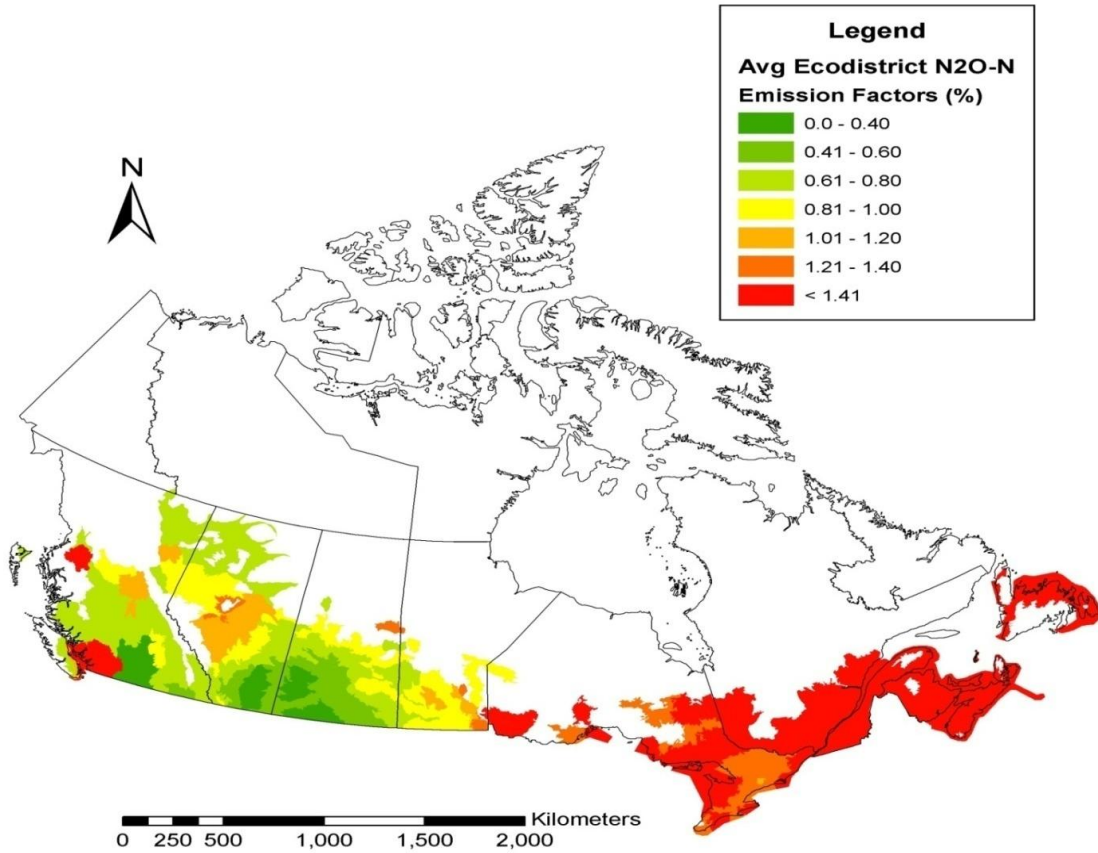 Legend
Avg Ecodistrict N2O-N
Emission Factors (%)
0.0 - 0.40
0.41 - 0.60
0.61 - 0.80
0.81 - 1.00
1.01 - 1.20
1.21 - 1.40
< 1.41
N
Kilometers
0 250 500 1,000 1,500 2,000